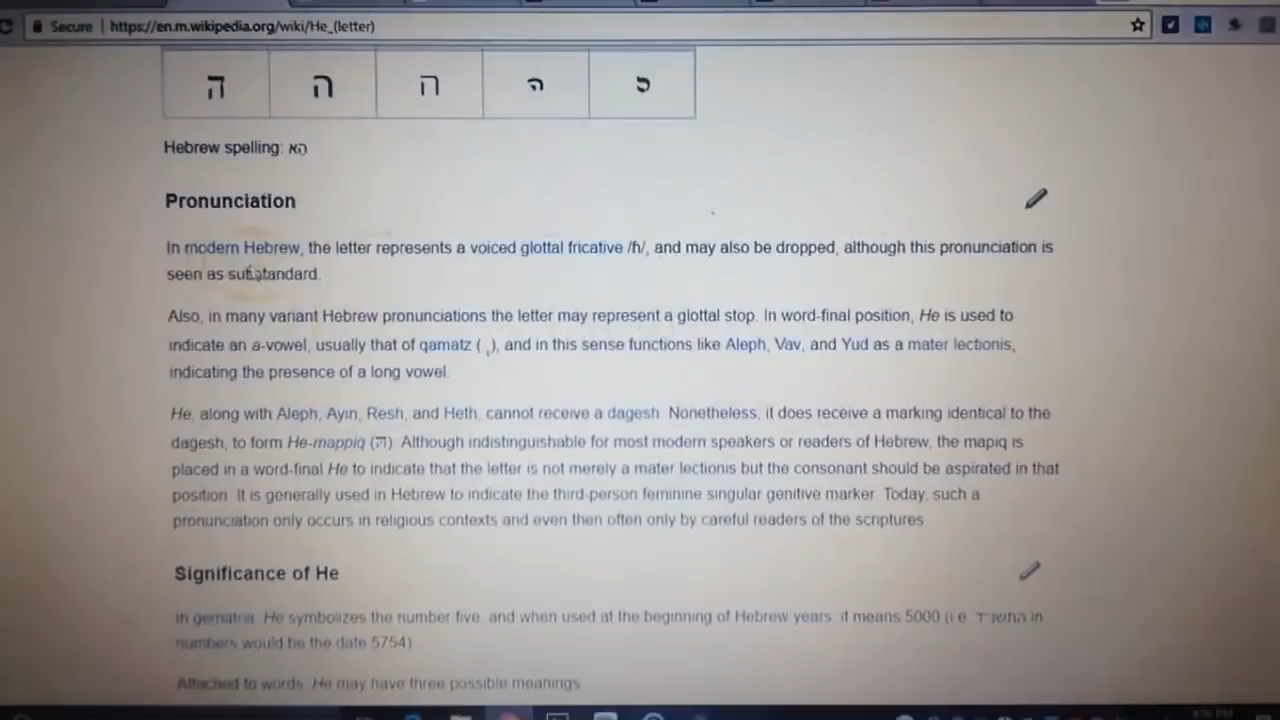 Secure | https://en.m.wikipedia.org/wiki/He_(letter)
ה ה ה
Hebrew spelling: הא
Pronunciation
In modern Hebrew, the letter represents a voiced glottal fricative /ɦ/, and may also be dropped, although this pronunciation is
seen as substandard.
Also, in many variant Hebrew pronunciations the letter may represent a glottal stop. In word-final position, He is used to
indicate an a-vowel, usually that of qamatz ( ָ ), and in this sense functions like Aleph, Vav, and Yud as a mater lectionis,
indicating the presence of a long vowel.
He, along with Aleph, Ayin, Resh, and Heth, cannot receive a dagesh. Nonetheless, it does receive a marking identical to the
dagesh, to form He-mappiq (הּ). Although indistinguishable for most modern speakers or readers of Hebrew, the mapiq is
placed in a word-final He to indicate that the letter is not merely a mater lectionis but the consonant should be aspirated in that
position. It is generally used in Hebrew to indicate the third-person feminine singular genitive marker. Today, such a
pronunciation only occurs in religious contexts and even then often only by careful readers of the scriptures.
Significance of He
In gematria, He symbolizes the number five, and when used at the beginning of Hebrew years, it means 5000 (i.e. התשנ״ד in
numbers would be the date 5754).
Attached to words, He may have three possible meanings